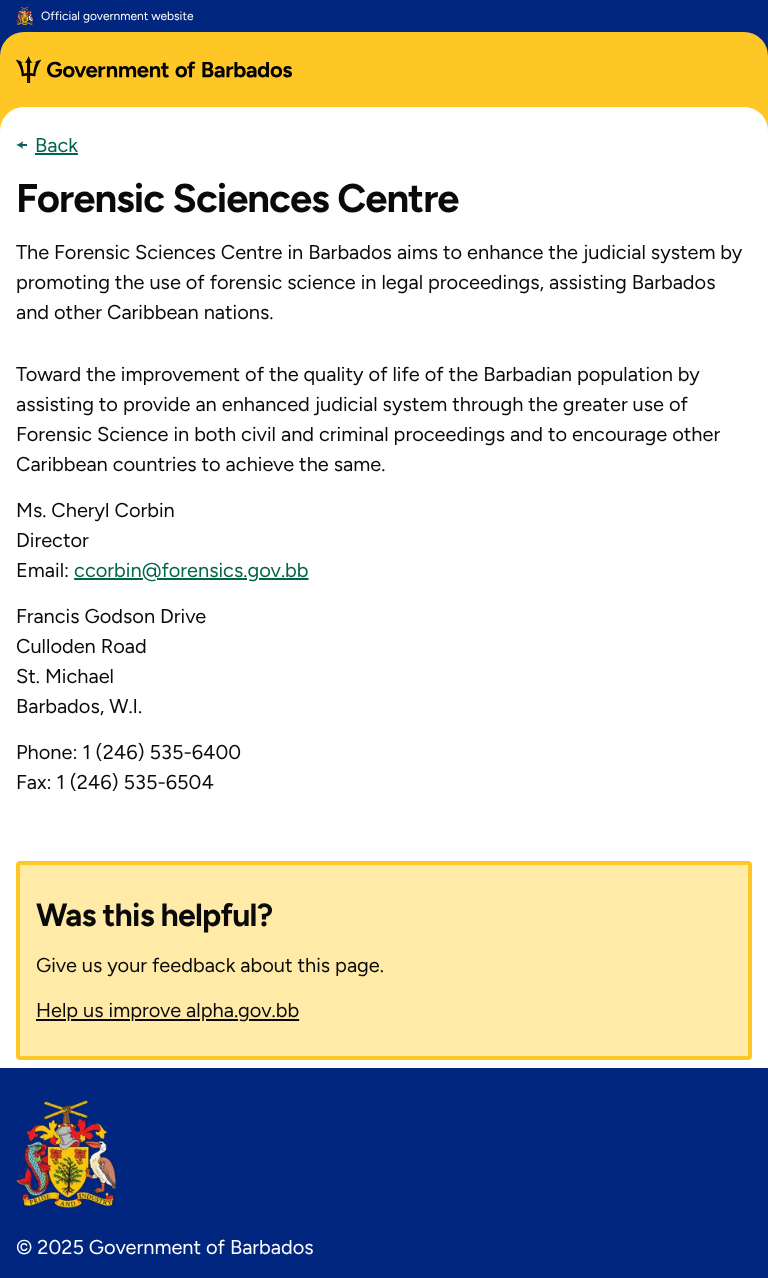 Official government website
Government of Barbados
Back
Forensic Sciences Centre
The Forensic Sciences Centre in Barbados aims to enhance the judicial system by
promoting the use of forensic science in legal proceedings, assisting Barbados
and other Caribbean nations.
Toward the improvement of the quality of life of the Barbadian population by
assisting to provide an enhanced judicial system through the greater use of
Forensic Science in both civil and criminal proceedings and to encourage other
Caribbean countries to achieve the same.
Ms. Cheryl Corbin
Director
Email: ccorbin@forensics.gov.bb
Francis Godson Drive
Culloden Road
St. Michael
Barbados, W.I.
Phone: 1 (246) 535-6400
Fax: 1 (246) 535-6504
Was this helpful?
Give us your feedback about this page.
Help us improve alpha.gov.bb
PRIDE AND INDUSTRY
© 2025 Government of Barbados